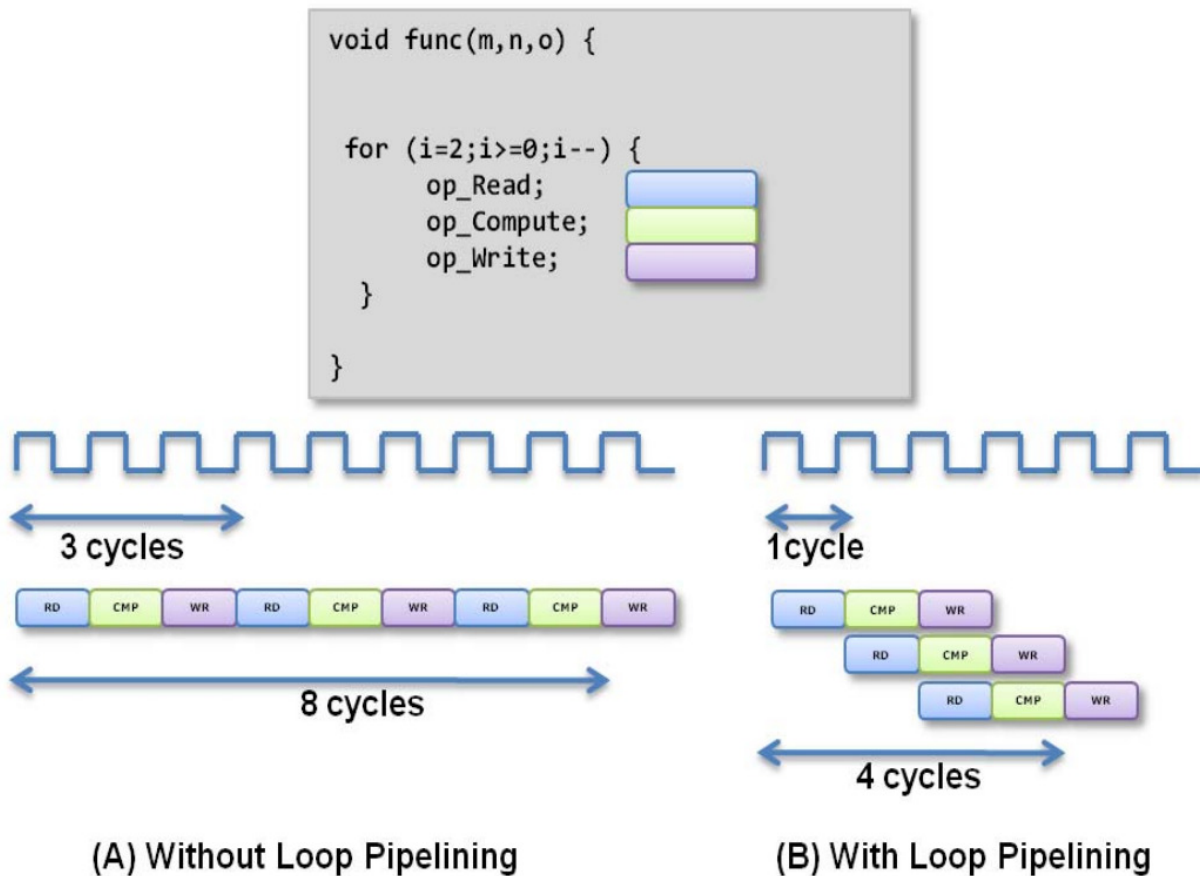 void func(m,n,o) {
for (i=2;i>=0;i--) {
op_Read;
op_Compute;
op_Write;
}
}
3 cycles
RD CMP WR RD CMP WR RD CMP WR
8 cycles
(A) Without Loop Pipelining
1cycle
RD CMP WR
RD CMP WR
RD CMP WR
4 cycles
(B) With Loop Pipelining